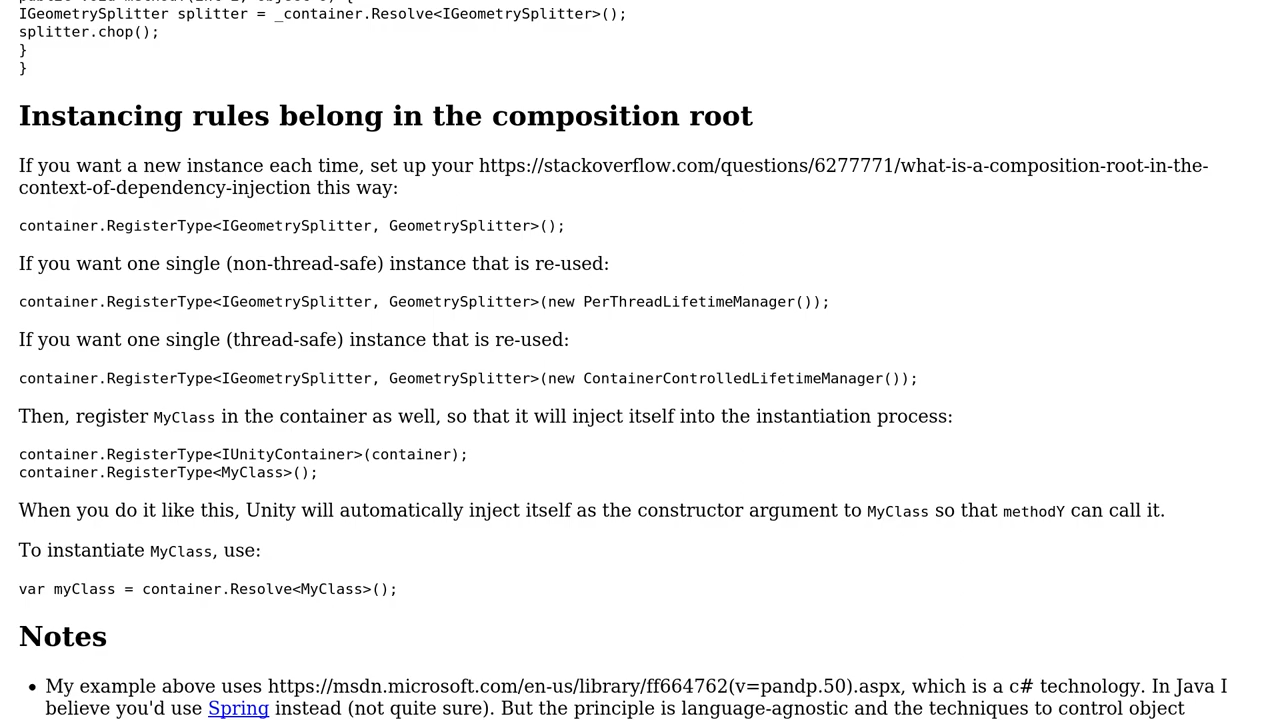 IGeometrySplitter splitter = _container.Resolve<IGeometrySplitter>();
splitter.chop();
}
}
Instancing rules belong in the composition root
If you want a new instance each time, set up your https://stackoverflow.com/questions/6277771/what-is-a-composition-root-in-the-
context-of-dependency-injection this way:
container.RegisterType<IGeometrySplitter, GeometrySplitter>();
If you want one single (non-thread-safe) instance that is re-used:
container.RegisterType<IGeometrySplitter, GeometrySplitter>(new PerThreadLifetimeManager());
If you want one single (thread-safe) instance that is re-used:
container.RegisterType<IGeometrySplitter, GeometrySplitter>(new ContainerControlledLifetimeManager());
Then, register MyClass in the container as well, so that it will inject itself into the instantiation process:
container.RegisterType<IUnityContainer>(container);
container.RegisterType<MyClass>();
When you do it like this, Unity will automatically inject itself as the constructor argument to MyClass so that methodY can call it.
To instantiate MyClass, use:
var myClass = container.Resolve<MyClass>();
Notes
• My example above uses https://msdn.microsoft.com/en-us/library/ff664762(v=pandp.50).aspx, which is a c# technology. In Java I
believe you'd use Spring instead (not quite sure). But the principle is language-agnostic and the techniques to control object